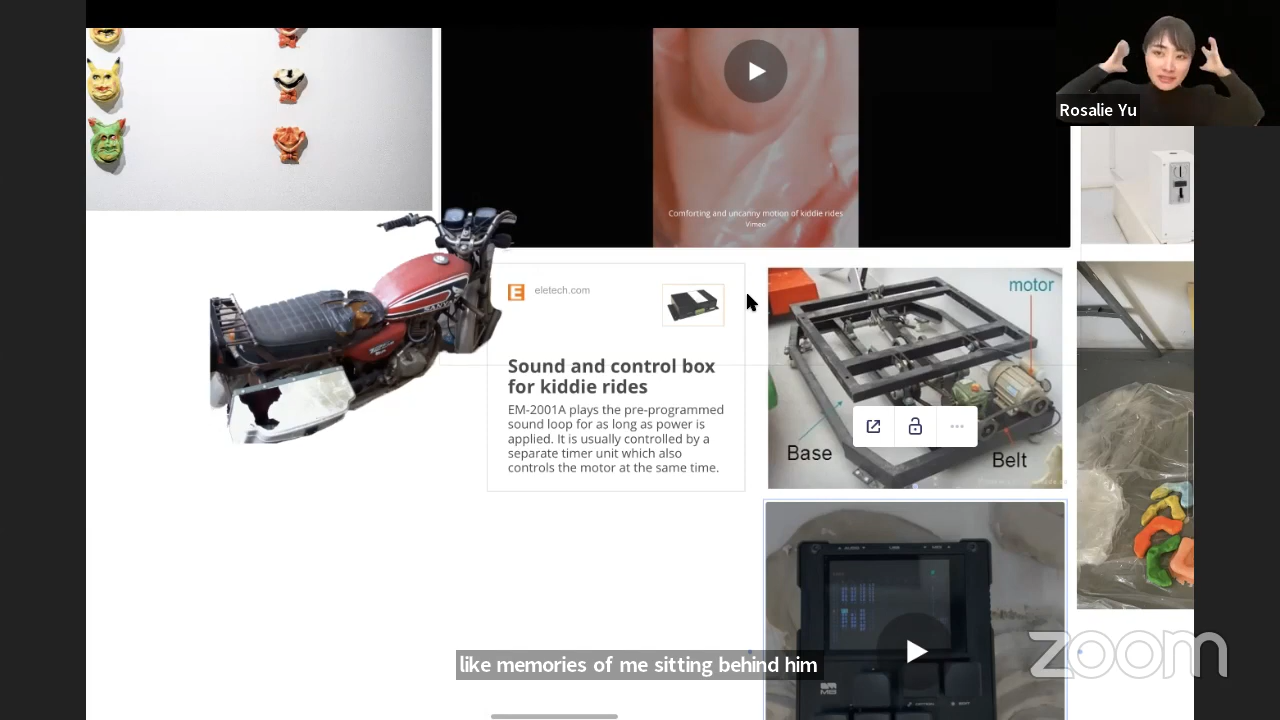 Rosalie Yu
Comforting and uncanny motion of kiddie rides
Vimeo
SANYA
E
eletech.com
Sound and control box
for kiddie rides
EM-2001A plays the pre-programmed
sound loop for as long as power is
applied. It is usually controlled by a
separate timer unit which also
controls the motor at the same time.
motor
Base
Belt
M8
zoom
like memories of me sitting behind him